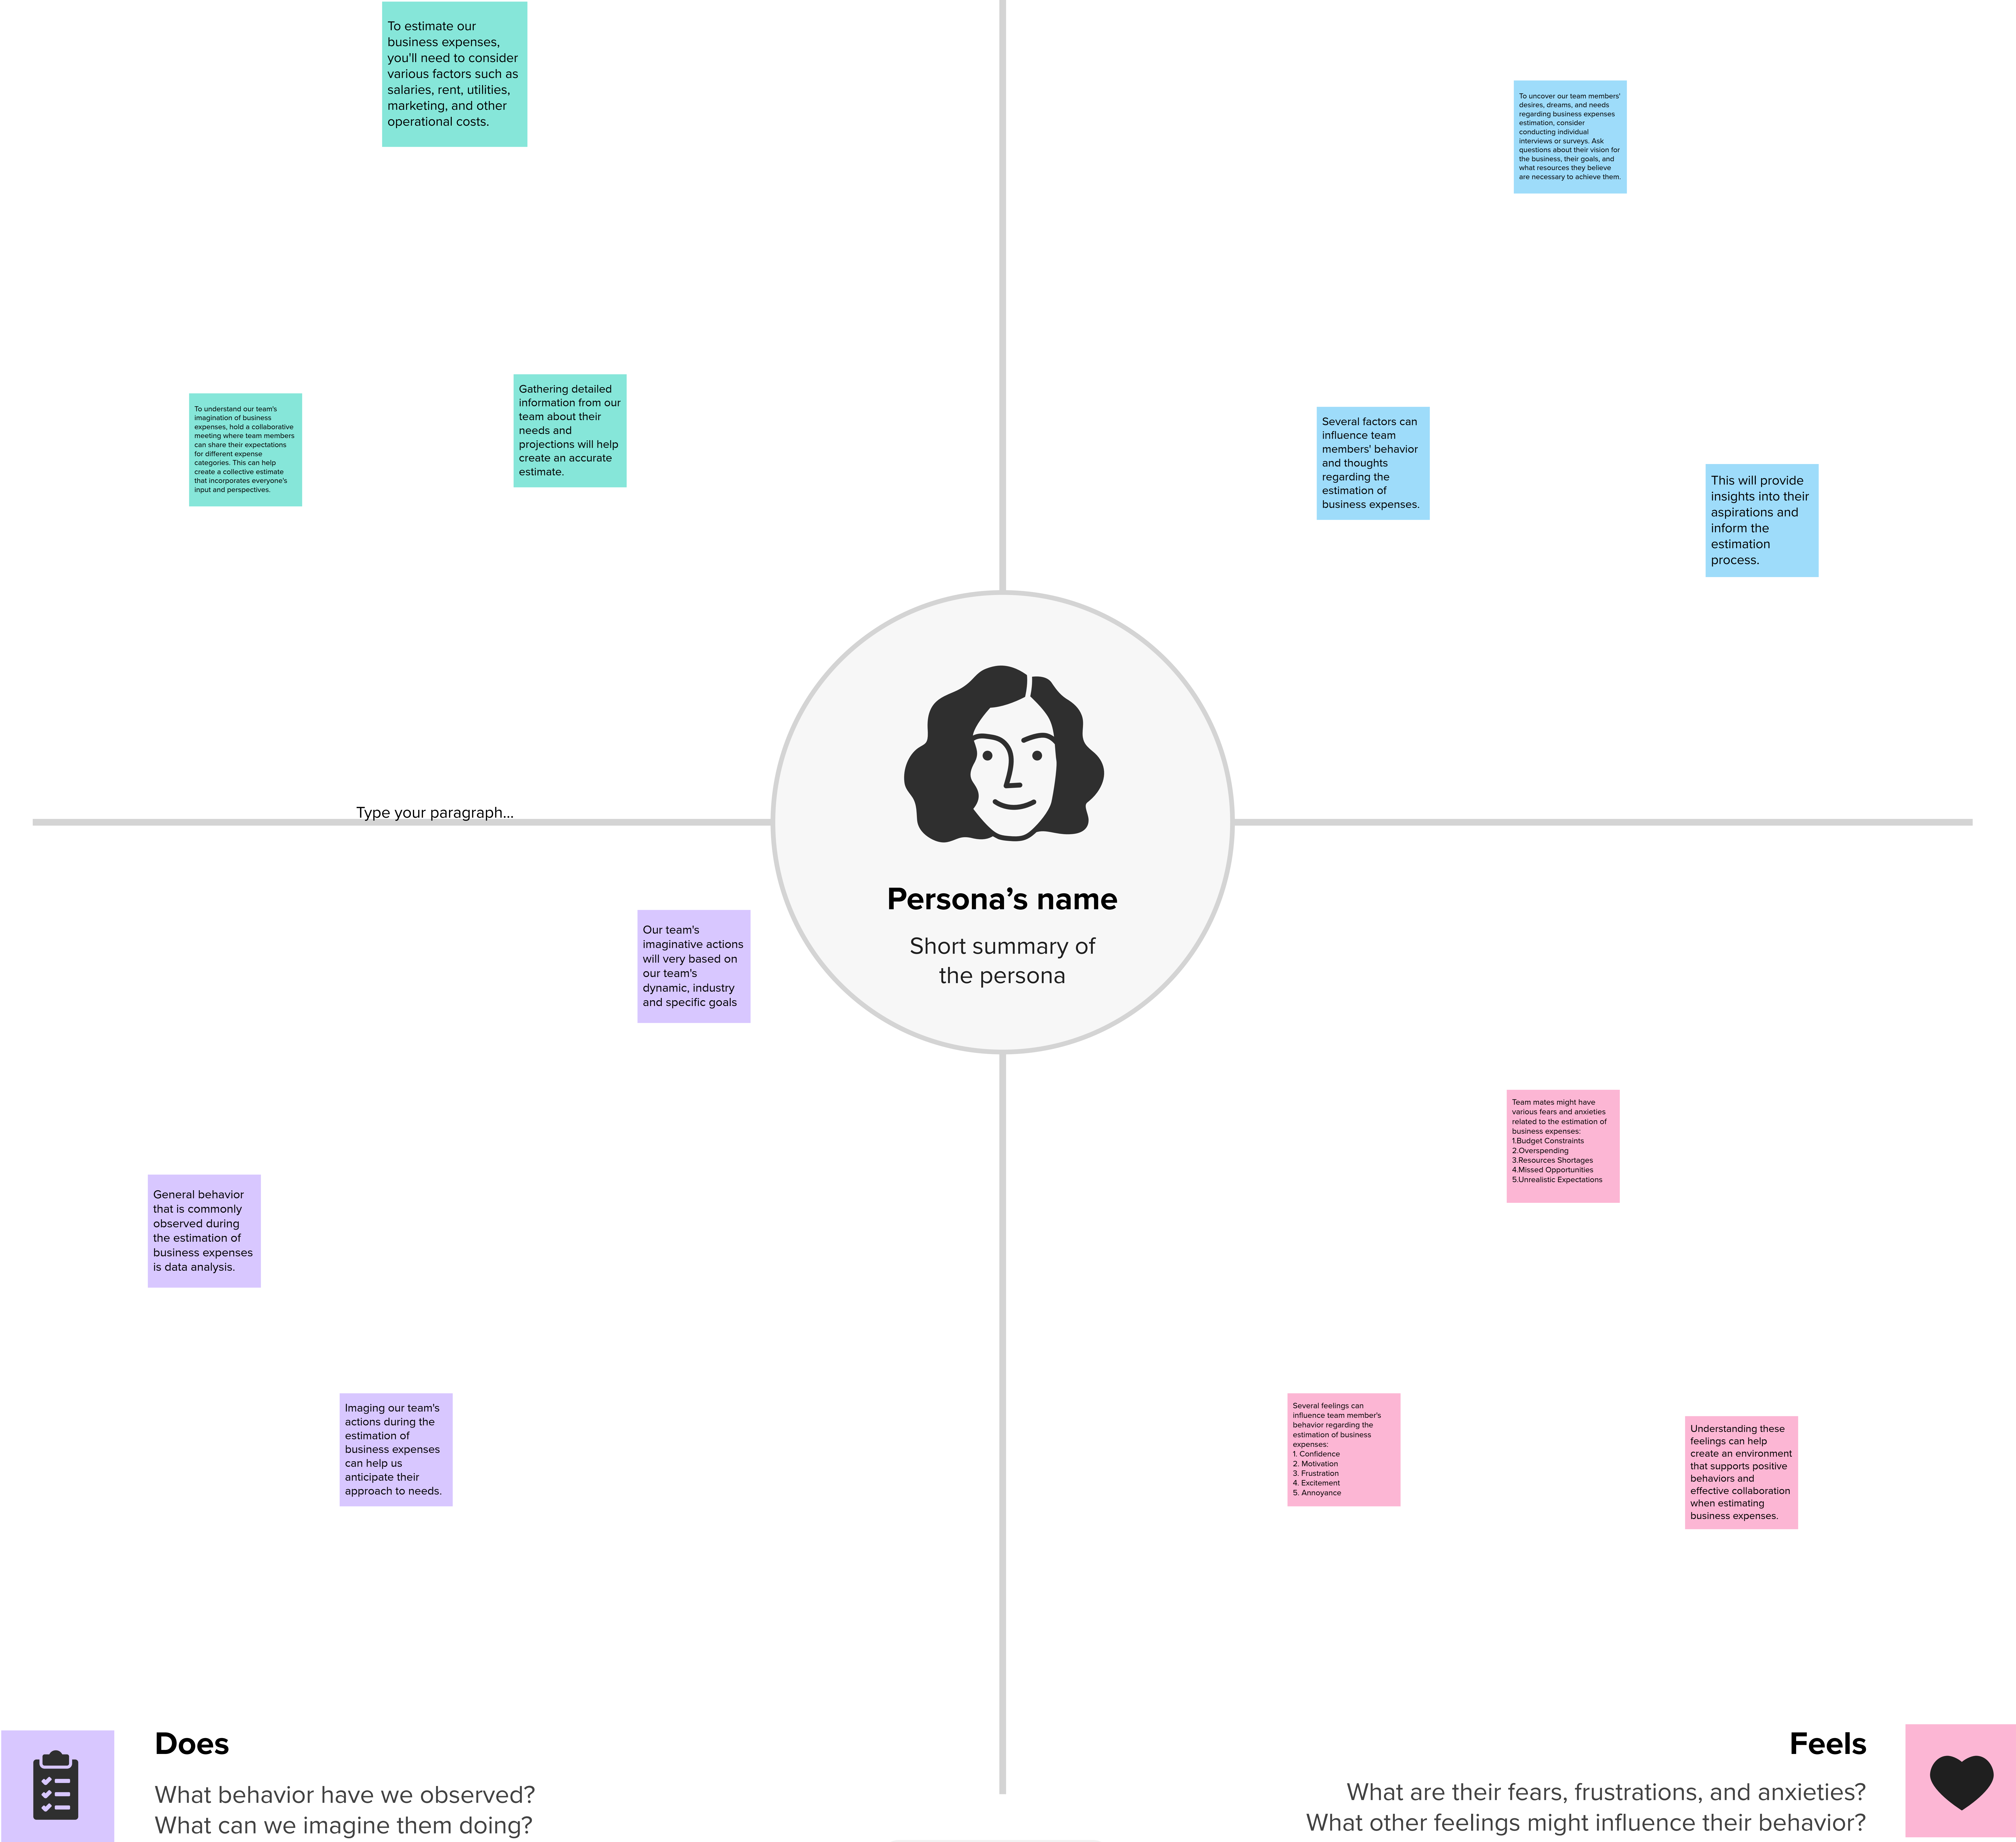 To estimate our
business expenses,
you'll need to consider
various factors such as
salaries, rent, utilities,
marketing, and other
operational costs.
To uncover our team members'
desires, dreams, and needs
regarding business expenses
estimation, consider
conducting individual
interviews or surveys. Ask
questions about their vision for
the business, their goals, and
what resources they believe
are necessary to achieve them.
To understand our team's
imagination of business
expenses, hold a collaborative
meeting where team members
can share their expectations
for different expense
categories. This can help
create a collective estimate
that incorporates everyone's
input and perspectives.
Gathering detailed
information from our
team about their
needs and
projections will help
create an accurate
estimate.
Several factors can
influence team
members' behavior
and thoughts
regarding the
estimation of
business expenses.
This will provide
insights into their
aspirations and
inform the
estimation
process.
Type your paragraph...
Persona’s name
Short summary of
the persona
Our team's
imaginative actions
will very based on
our team's
dynamic, industry
and specific goals
General behavior
that is commonly
observed during
the estimation of
business expenses
is data analysis.
Imaging our team's
actions during the
estimation of
business expenses
can help us
anticipate their
approach to needs.
Team mates might have
various fears and anxieties
related to the estimation of
business expenses:
1.Budget Constraints
2.Overspending
3.Resources Shortages
4.Missed Opportunities
5.Unrealistic Expectations
Several feelings can
influence team member's
behavior regarding the
estimation of business
expenses:
1. Confidence
2. Motivation
3. Frustration
4. Excitement
5. Annoyance
Understanding these
feelings can help
create an environment
that supports positive
behaviors and
effective collaboration
when estimating
business expenses.
Does
What behavior have we observed?
What can we imagine them doing?
Feels
What are their fears, frustrations, and anxieties?
What other feelings might influence their behavior?